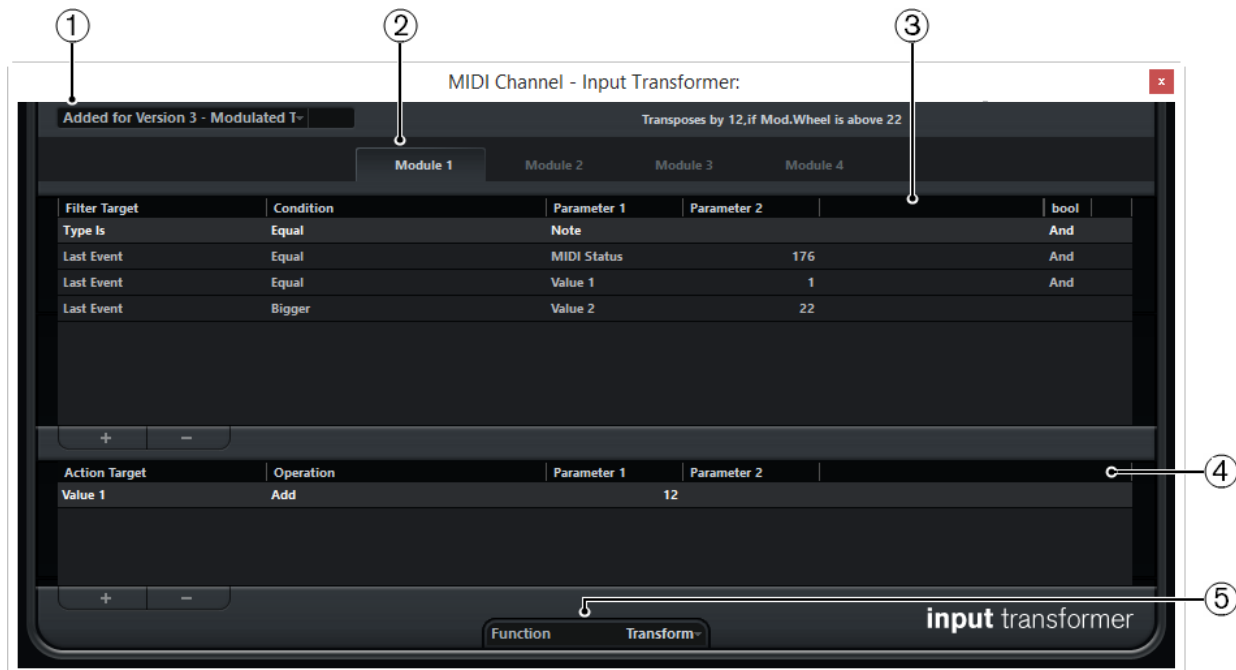 1 2 3
MIDI Channel - Input Transformer: x
Added for Version 3 - Modulated T
Transposes by 12,if Mod.Wheel is above 22
Module 1 Module 2 Module 3 Module 4
Filter Target Condition Parameter 1 Parameter 2 bool
Type Is Equal Note And
Last Event Equal MIDI Status 176 And
Last Event Equal Value 1 1 And
Last Event Bigger Value 2 22
+ −
Action Target Operation Parameter 1 Parameter 2
4
Value 1 Add 12
+ −
5
input transformer
Function Transform